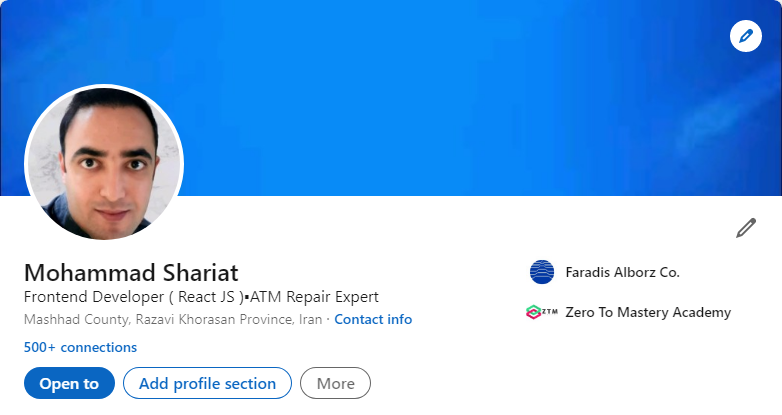 Mohammad Shariat
Frontend Developer ( React JS )▪ATM Repair Expert
Mashhad County, Razavi Khorasan Province, Iran · Contact info
500+ connections
Open to
Add profile section
More
Faradis Alborz Co.
ZTM
Zero To Mastery Academy